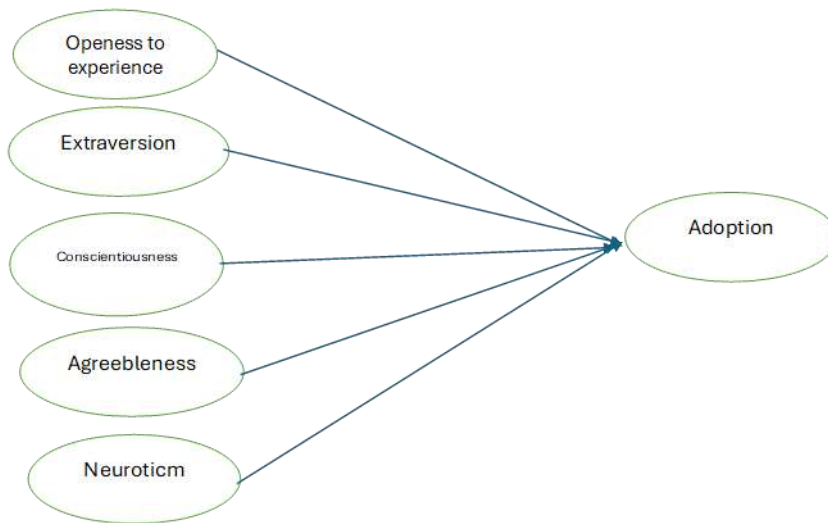 Openess to
experience
Extraversion
Conscientiousness
Agreebleness
Neuroticm
Adoption